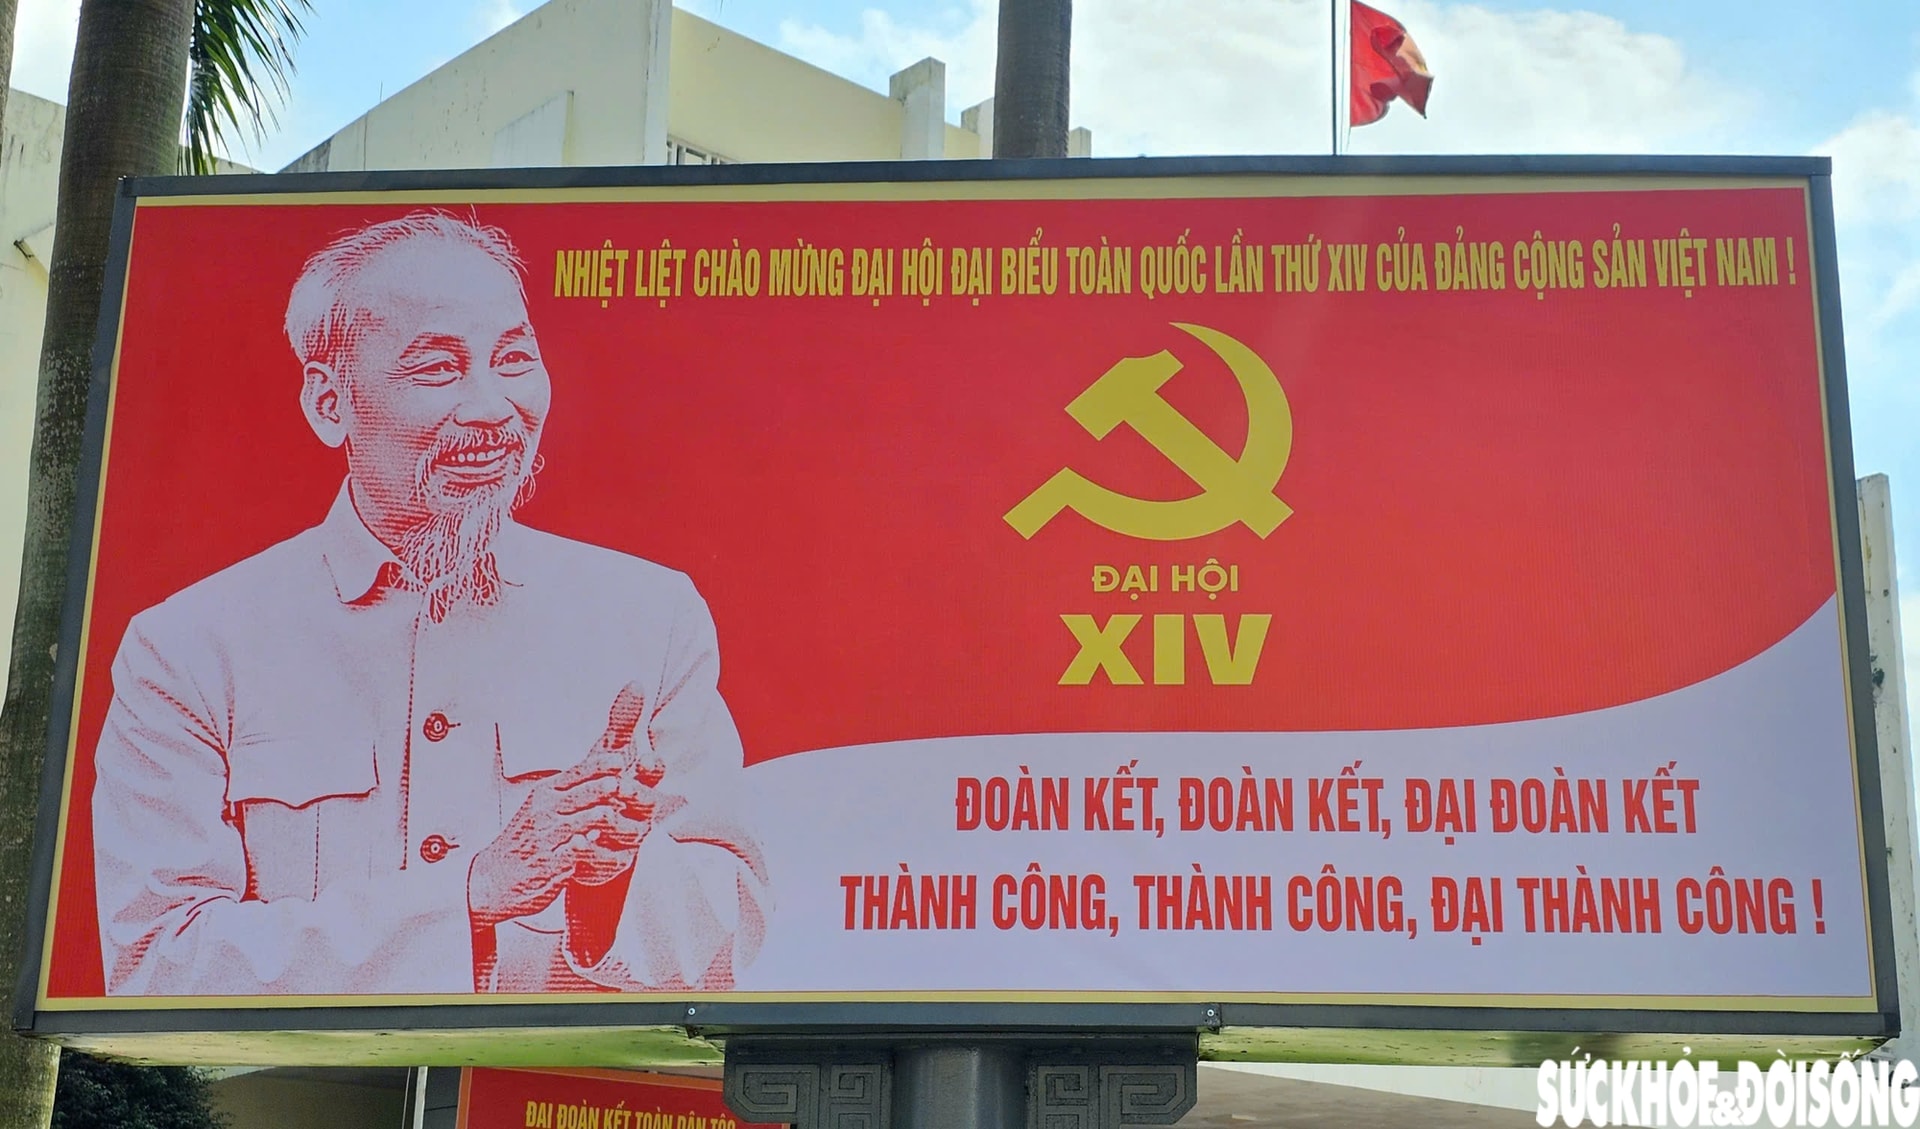 NHIỆT LIỆT CHÀO MỪNG ĐẠI HỘI ĐẠI BIỂU TOÀN QUỐC LẦN THỨ XIV CỦA ĐẢNG CỘNG SẢN VIỆT NAM !
ĐẠI HỘI
XIV
ĐOÀN KẾT, ĐOÀN KẾT, ĐẠI ĐOÀN KẾT
THÀNH CÔNG, THÀNH CÔNG, ĐẠI THÀNH CÔNG !
ĐẠI ĐOÀN KẾT TOÀN DÂN TỘC
SỨCKHỎE&ĐỜISỐNG